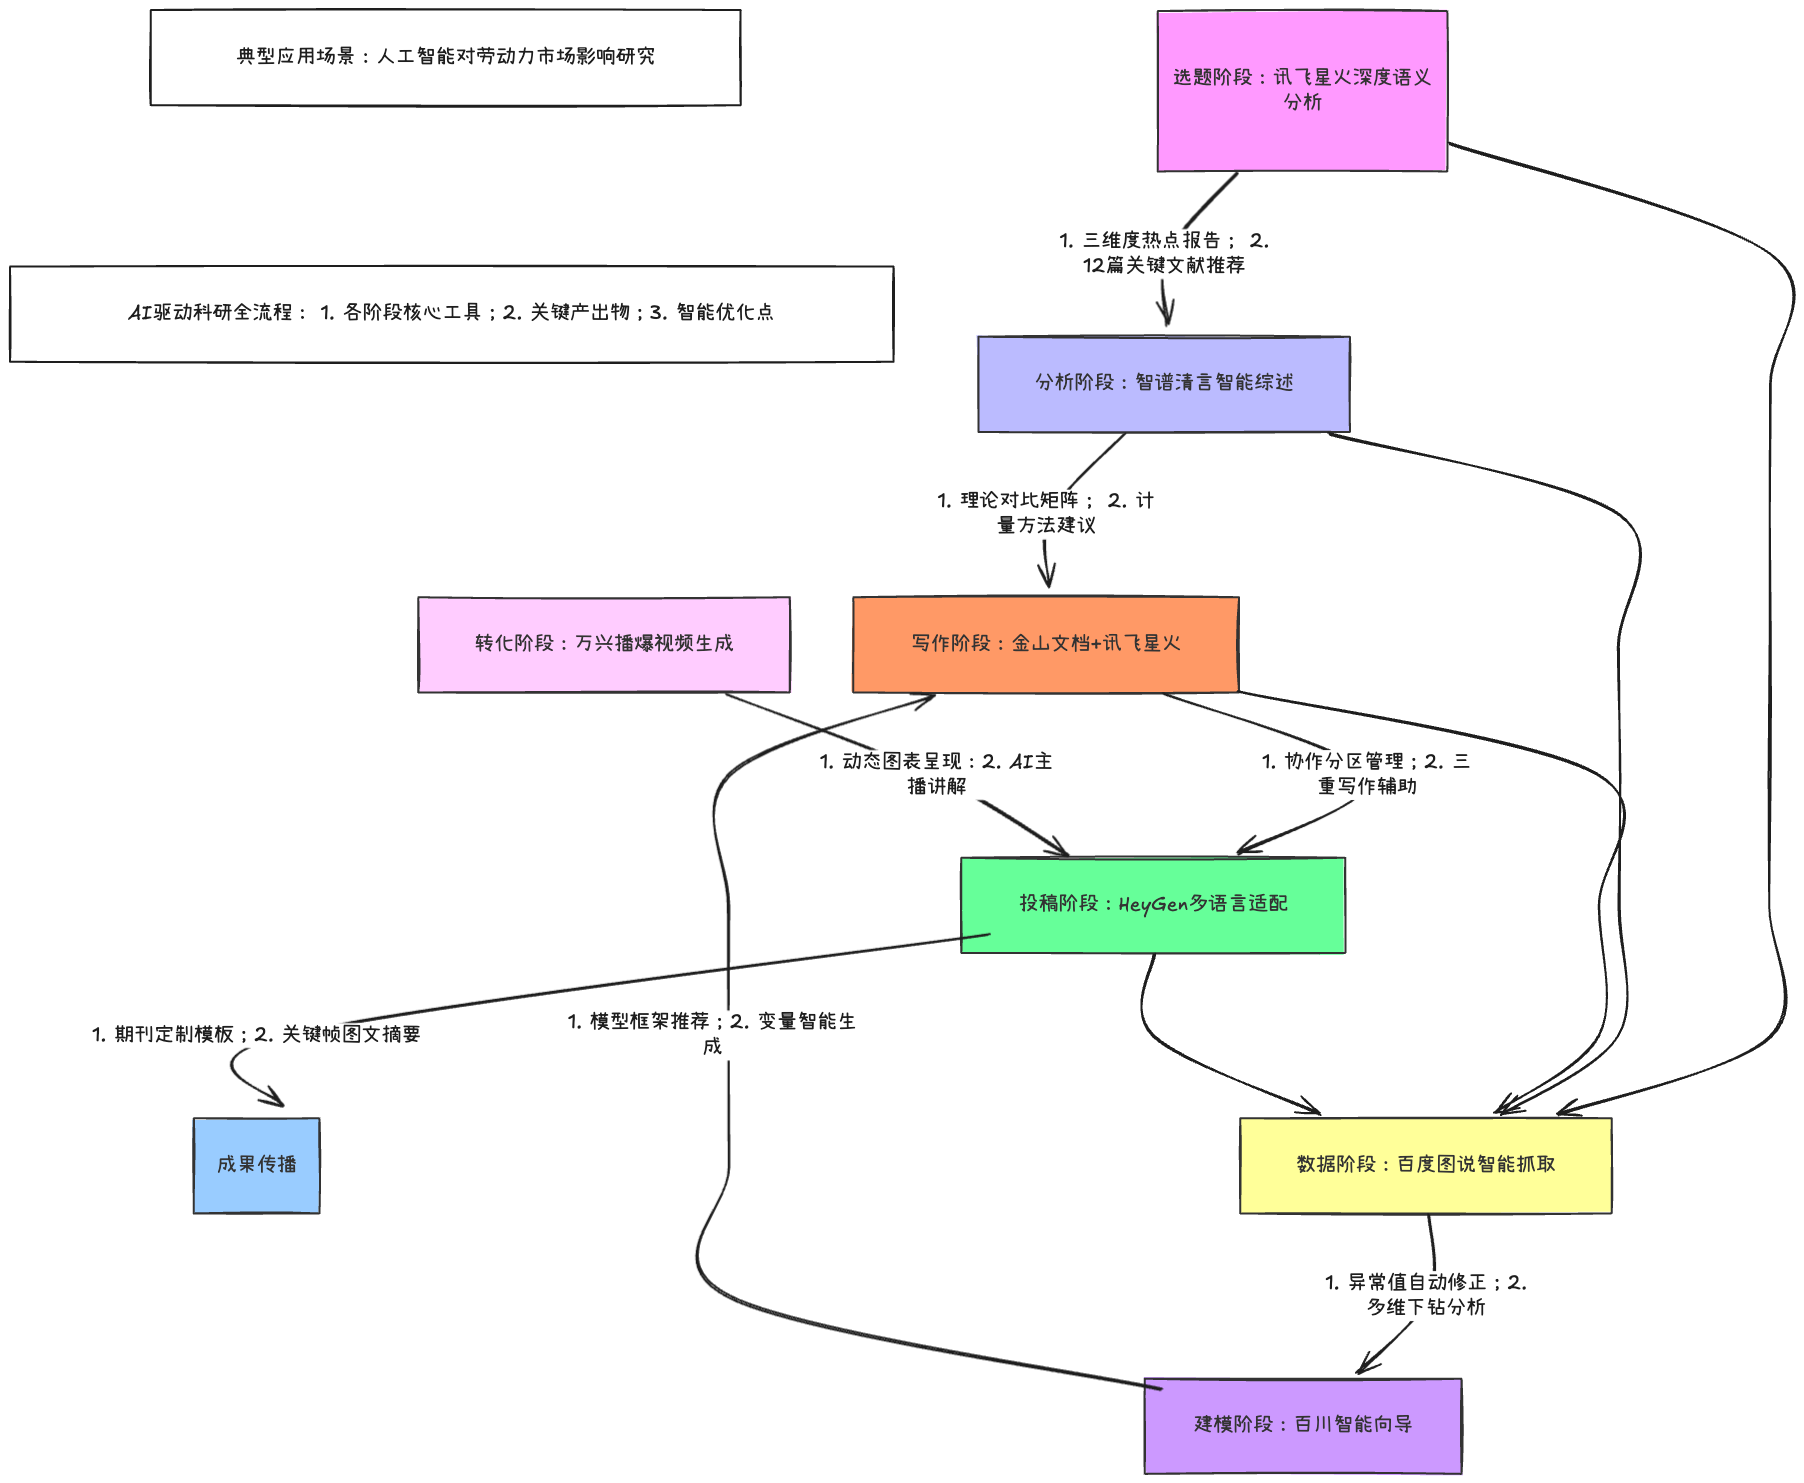 典型应用场景：人工智能对劳动力市场影响研究
选题阶段：讯飞星火深度语义
分析
1. 三维度热点报告； 2.
12篇关键文献推荐
AI驱动科研全流程： 1. 各阶段核心工具；2. 关键产出物；3. 智能优化点
分析阶段：智谱清言智能综述
1. 理论对比矩阵； 2. 计
量方法建议
转化阶段：万兴播爆视频生成
写作阶段：金山文档+讯飞星火
1. 动态图表呈现：2. AI主
播讲解
1. 协作分区管理；2. 三
重写作辅助
投稿阶段：HeyGen多语言适配
1. 期刊定制模板；2. 关键帧图文摘要
1. 模型框架推荐；2. 变量智能生
成
成果传播
数据阶段：百度图说智能抓取
1. 异常值自动修正；2.
多维下钻分析
建模阶段：百川智能向导